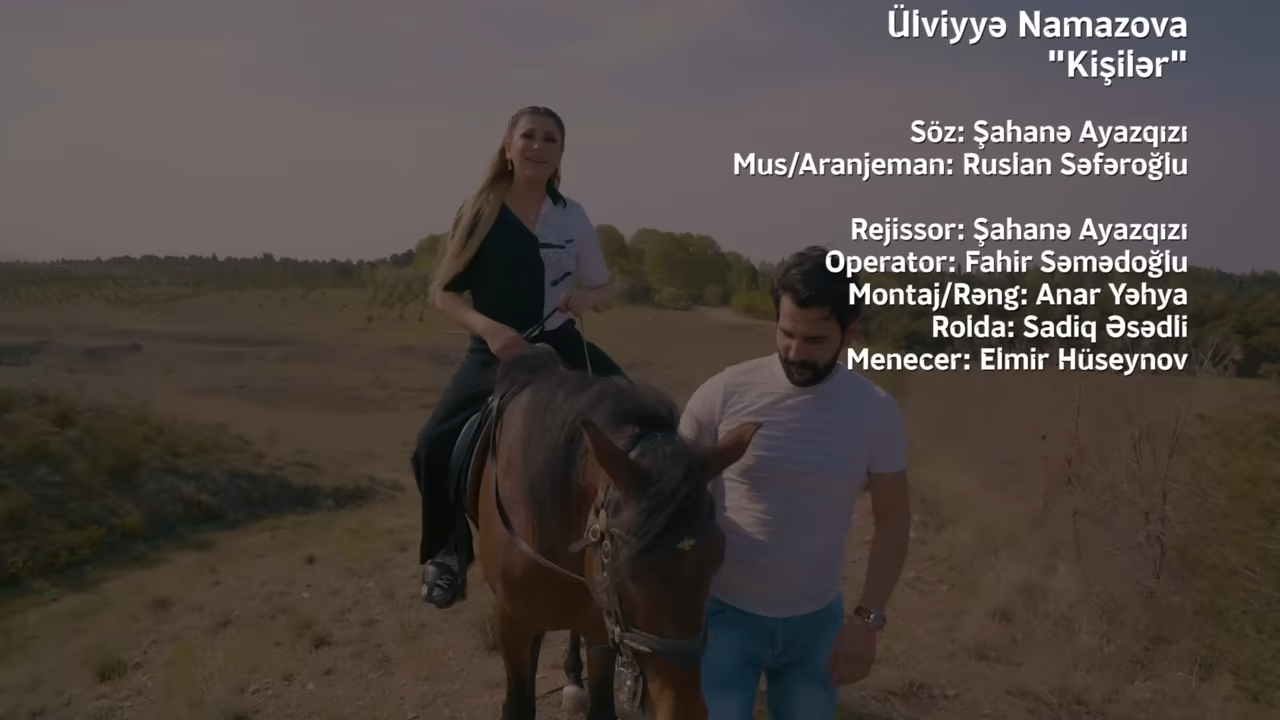 Ülviyyə Namazova
"Kişilər"
Söz: Şahanə Ayazqızı
Mus/Aranjeman: Ruslan Səfəroğlu
Rejissor: Şahanə Ayazqızı
Operator: Fahir Səmədoğlu
Montaj/Rəng: Anar Yəhya
Rolda: Sadiq Əsədli
Menecer: Elmir Hüseynov